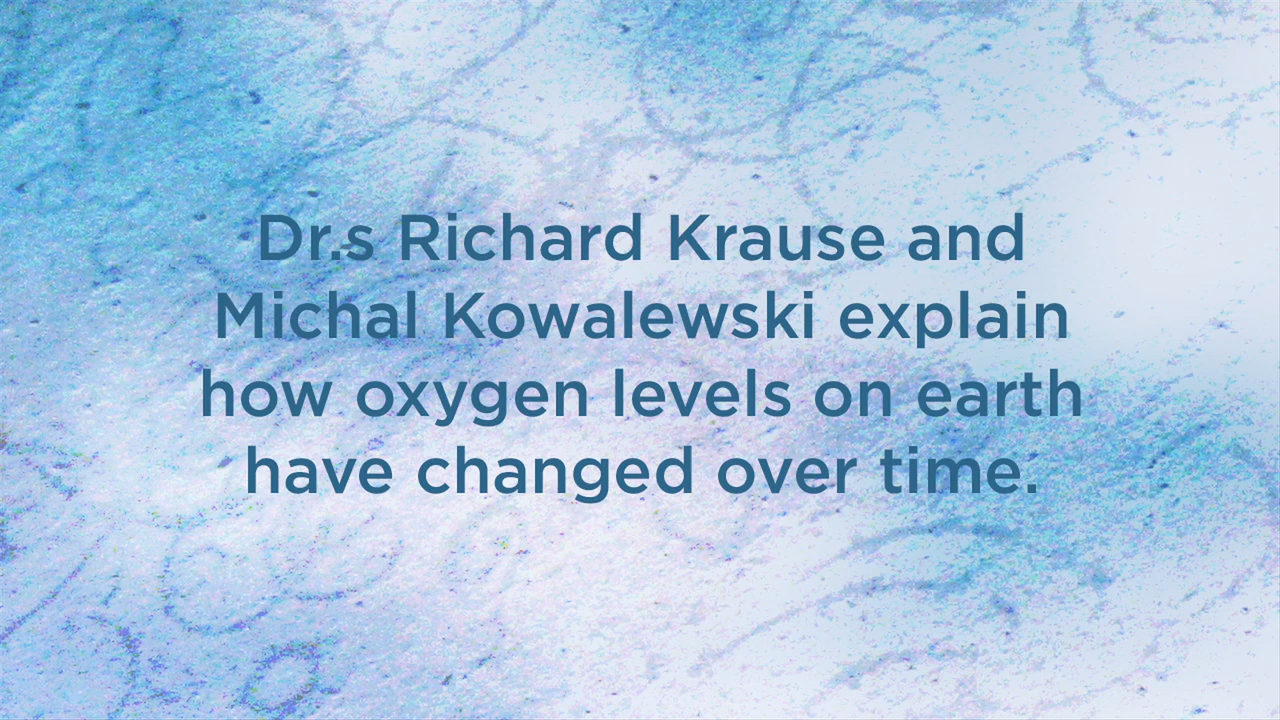 Dr.s Richard Krause and
Michal Kowalewski explain
how oxygen levels on earth
have changed over time.